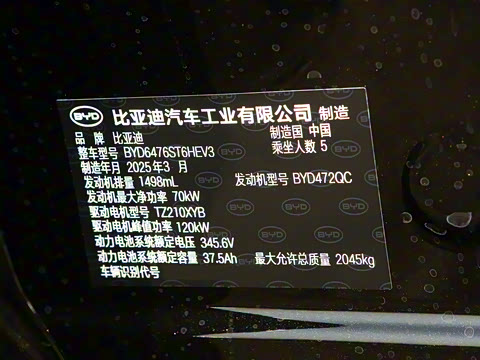 BYD 比亚迪汽车工业有限公司 制造
品 牌 比亚迪 制造国 中国
整车型号 BYD6476ST6HEV3 乘坐人数 5
制造年月 2025年3 月
发动机排量 1498mL 发动机型号 BYD472QC
发动机最大净功率 70kW
驱动电机型号 TZ210XYB
驱动电机峰值功率 120kW
动力电池系统额定电压 345.6V
动力电池系统额定容量 37.5Ah 最大允许总质量 2045kg
车辆识别代号